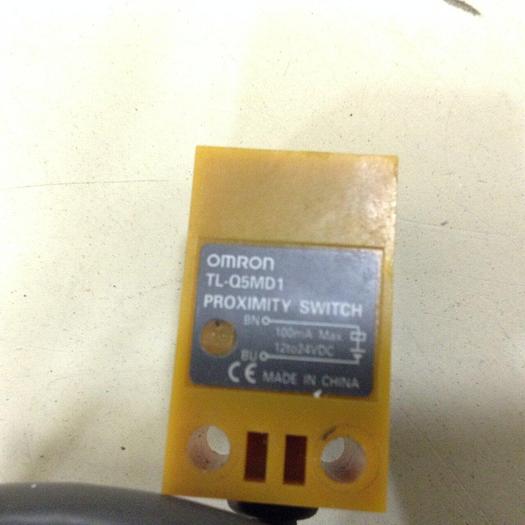 OMRON
TL-Q5MD1
PROXIMITY SWITCH
BN
100mA Max
12to24VDC
BU
CE MADE IN CHINA